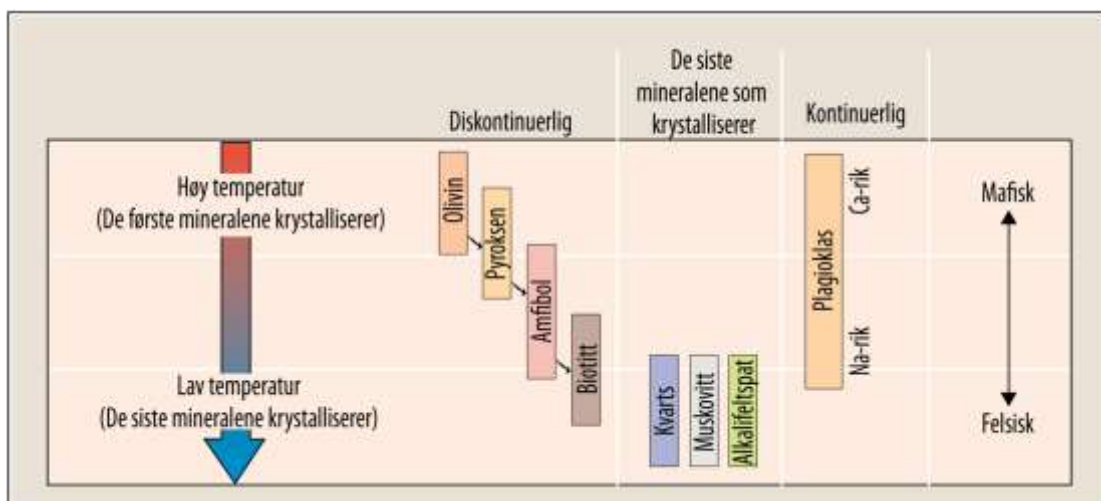 De siste
mineralene som
krystalliserer
Diskontinuerlig
Kontinuerlig
Høy temperatur
(De første mineralene krystalliserer)
Lav temperatur
(De siste mineralene krystalliserer)
Olivin
Pyroksen
Amfibol
Biotitt
Kvarts
Muskovitt
Alkalifeltspat
Plagioklas
Ca-rik
Na-rik
Mafisk
Felsisk